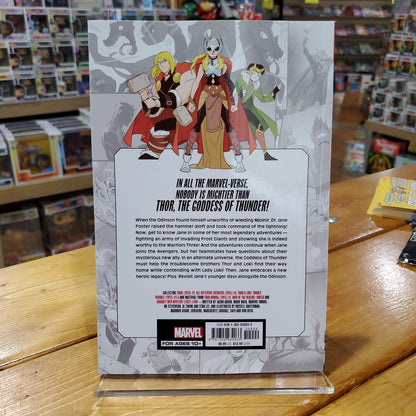 IN ALL THE MARVEL-VERSE,
NOBODY IS MIGHTIER THAN
THOR, THE GODDESS OF THUNDER!
When the Odinson found himself unworthy of wielding Mjolnir, Dr. Jane
Foster raised the hammer aloft and took command of the lightning!
Now, get to know Jane in some of her most legendary adventures —
fighting an army of invading Frost Giants and showing she is indeed
worthy to the Warriors Three! And the adventures continue when Jane
joins the Avengers, but her teammates have questions about their
mysterious new ally. In an alternate universe, the Goddess of Thunder
must help the troublesome brothers Thor and Loki find their way
home while contending with Lady Loki! Then, Jane embraces a new
heroic legacy! Plus: Revisit Jane's younger days alongside the Odinson.
COLLECTING
MARVEL
FOR AGES 10+